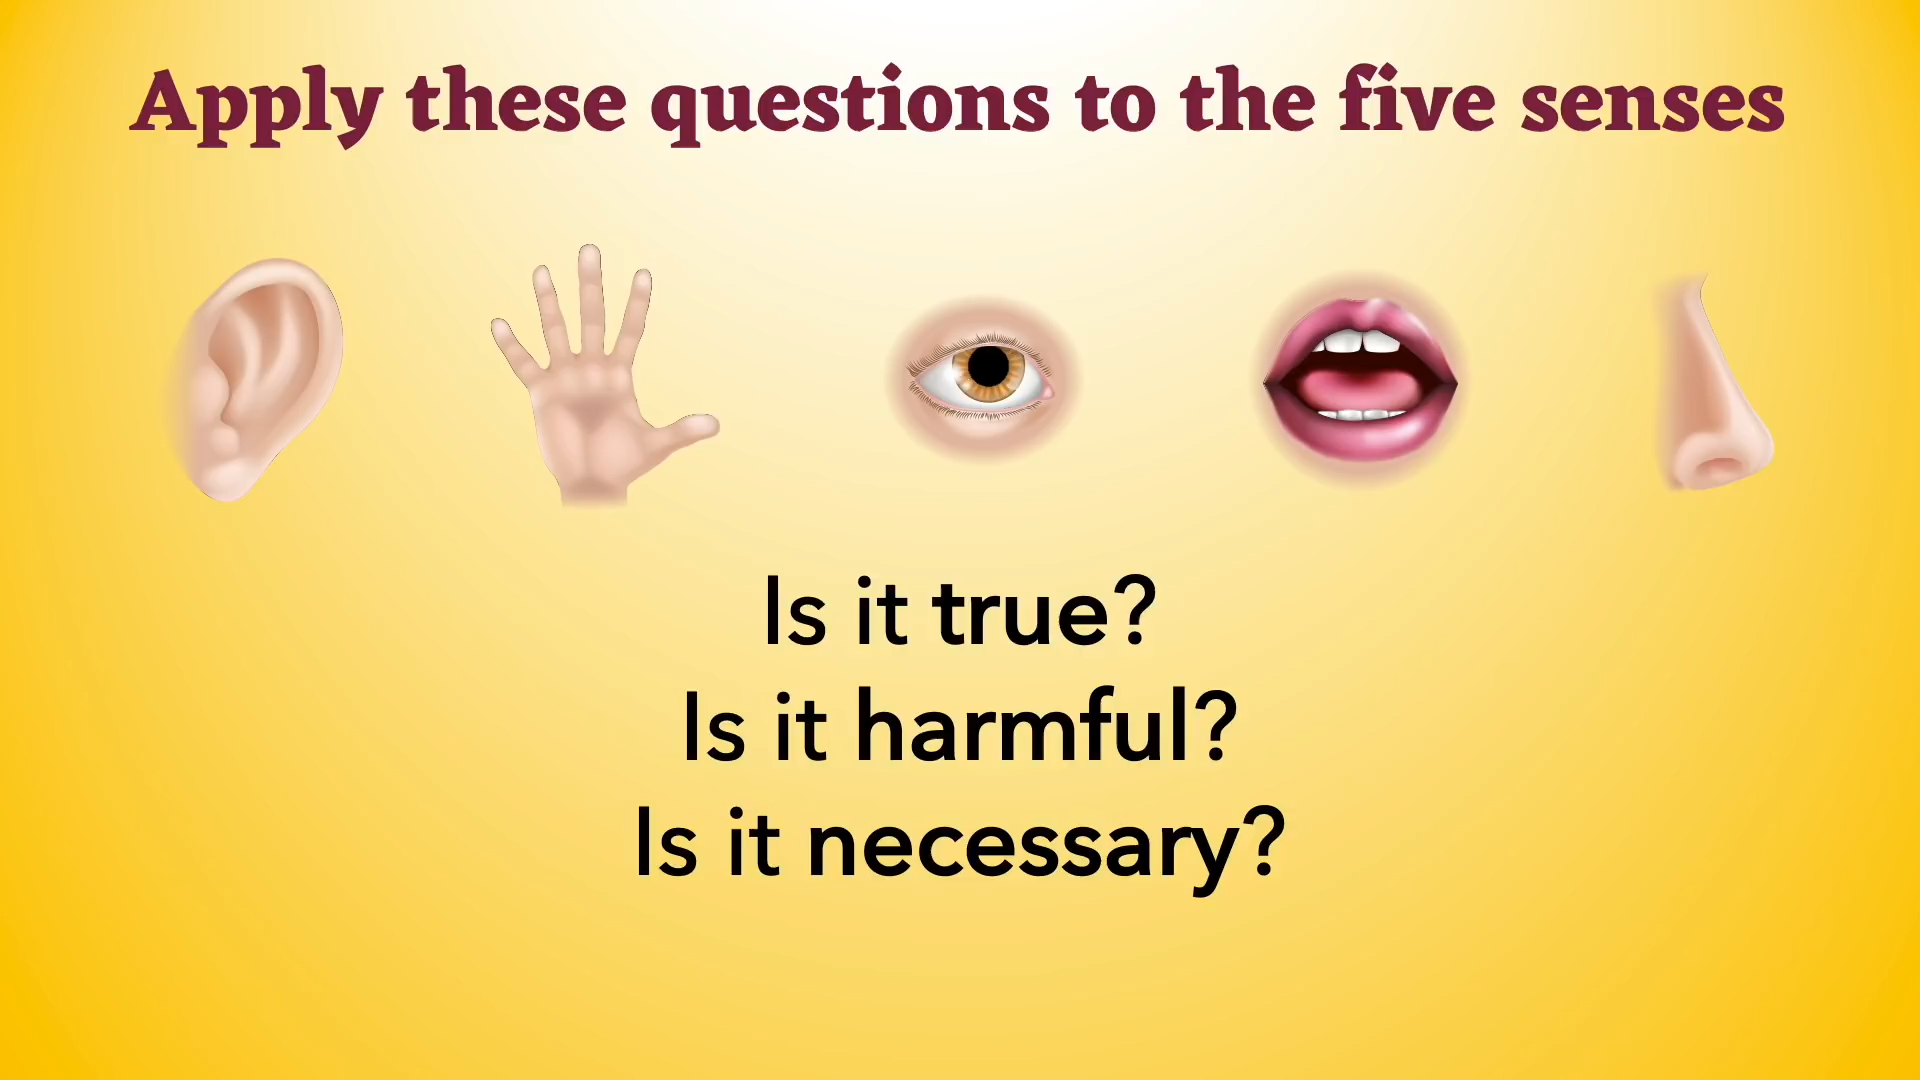 Apply these questions to the five senses
Is it true?
Is it harmful?
Is it necessary?